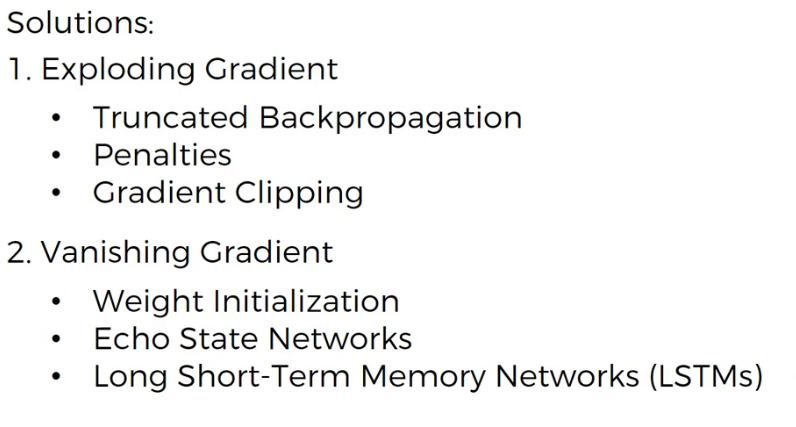 Solutions:
1. Exploding Gradient
• Truncated Backpropagation
• Penalties
• Gradient Clipping
2. Vanishing Gradient
• Weight Initialization
• Echo State Networks
• Long Short-Term Memory Networks (LSTMs)